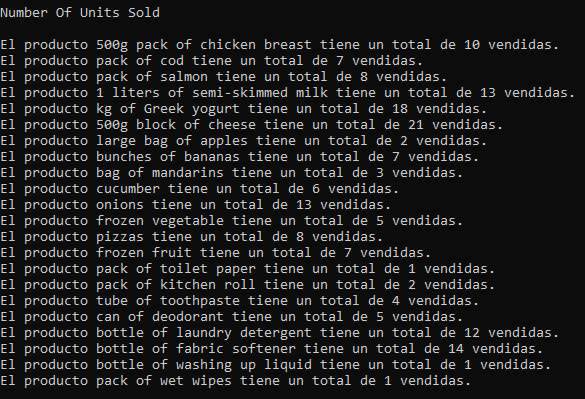 Number Of Units Sold
El producto 500g pack of chicken breast tiene un total de 10 vendidas.
El producto pack of cod tiene un total de 7 vendidas.
El producto pack of salmon tiene un total de 8 vendidas.
El producto 1 liters of semi-skimmed milk tiene un total de 13 vendidas.
El producto kg of Greek yogurt tiene un total de 18 vendidas.
El producto 500g block of cheese tiene un total de 21 vendidas.
El producto large bag of apples tiene un total de 2 vendidas.
El producto bunches of bananas tiene un total de 7 vendidas.
El producto bag of mandarins tiene un total de 3 vendidas.
El producto cucumber tiene un total de 6 vendidas.
El producto onions tiene un total de 13 vendidas.
El producto frozen vegetable tiene un total de 5 vendidas.
El producto pizzas tiene un total de 8 vendidas.
El producto frozen fruit tiene un total de 7 vendidas.
El producto pack of toilet paper tiene un total de 1 vendidas.
El producto pack of kitchen roll tiene un total de 2 vendidas.
El producto tube of toothpaste tiene un total de 4 vendidas.
El producto can of deodorant tiene un total de 5 vendidas.
El producto bottle of laundry detergent tiene un total de 12 vendidas.
El producto bottle of fabric softener tiene un total de 14 vendidas.
El producto bottle of washing up liquid tiene un total de 1 vendidas.
El producto pack of wet wipes tiene un total de 1 vendidas.